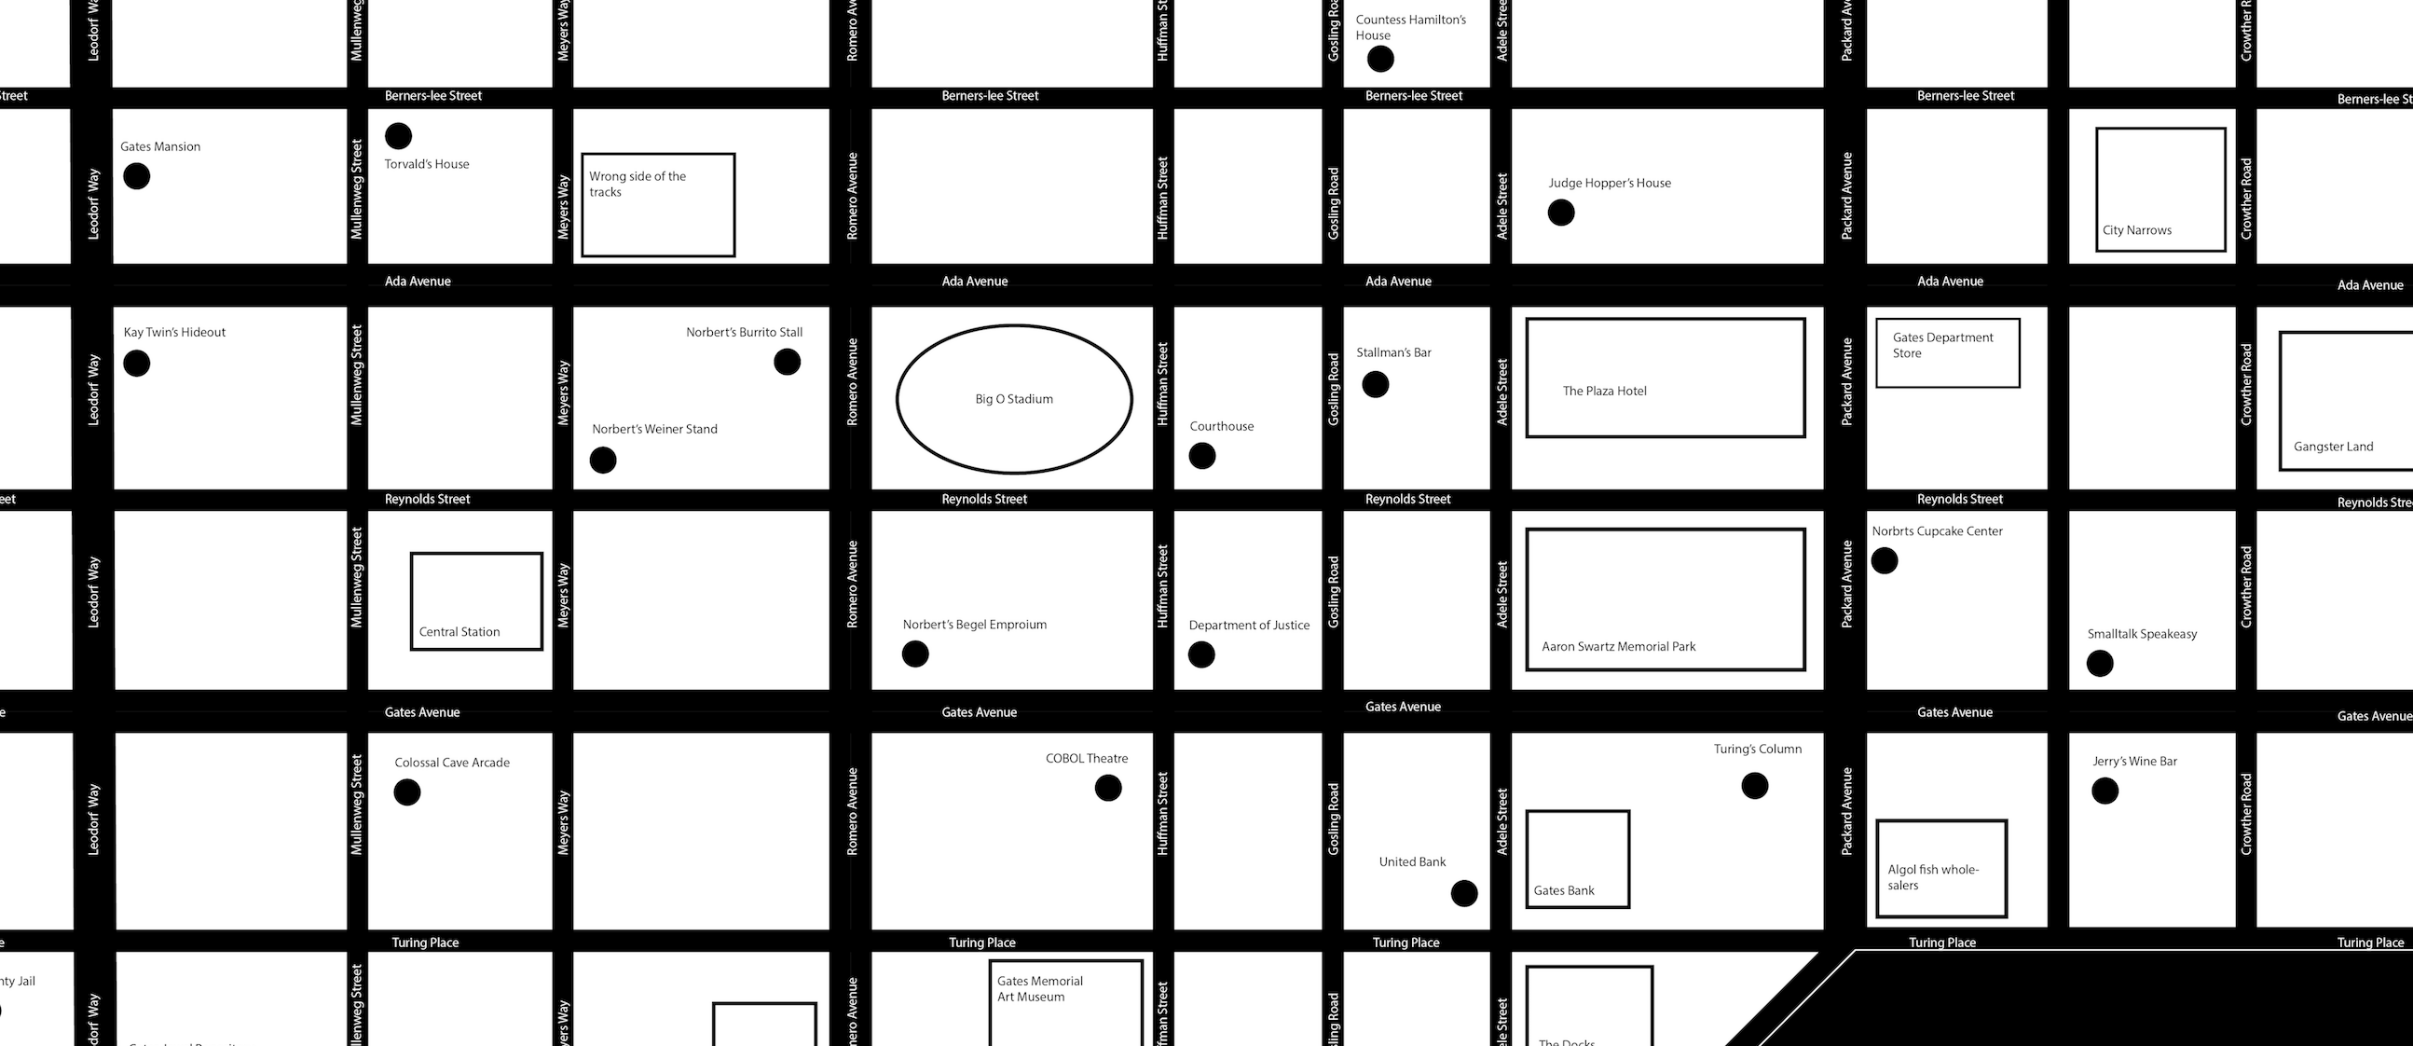 Leodorf
Mullenweg
Meyers Way
Romero
Huffman
Gosling
Countess Hamilton's
House
Adele Street
Packard
Crowther
Street
Berners-lee Street
Berners-lee Street
Berners-lee Street
Berners-lee Street
Berners-lee
Gates Mansion
Torvald's House
Wrong side of the
tracks
Judge Hopper's House
City Narrows
Leodorf Way
Mullenweg Street
Meyers Way
Romero Avenue
Huffman Street
Gosling Road
Adele Street
Packard Avenue
Crowther Road
Ada Avenue
Ada Avenue
Ada Avenue
Ada Avenue
Ada Avenue
Kay Twin's Hideout
Norbert's Burrito Stall
Norbert's Weiner Stand
Big O Stadium
Courthouse
Stallman's Bar
The Plaza Hotel
Gates Department
Store
Gangster Land
Leodorf Way
Mullenweg Street
Meyers Way
Romero Avenue
Huffman Street
Gosling Road
Adele Street
Packard Avenue
Crowther Road
eet
Reynolds Street
Reynolds Street
Reynolds Street
Reynolds Street
Reynolds Stre
Central Station
Norbert's Begel Emproium
Department of Justice
Aaron Swartz Memorial Park
Norbrts Cupcake Center
Smalltalk Speakeasy
Leodorf Way
Mullenweg Street
Meyers Way
Romero Avenue
Huffman Street
Gosling Road
Adele Street
Packard Avenue
Crowther Road
e
Gates Avenue
Gates Avenue
Gates Avenue
Gates Avenue
Gates Avenue
Colossal Cave Arcade
COBOL Theatre
United Bank
Gates Bank
Turing's Column
Algol fish whole-
salers
Jerry's Wine Bar
Leodorf Way
Mullenweg Street
Meyers Way
Romero Avenue
Huffman Street
Gosling Road
Adele Street
Packard Avenue
Crowther Road
e
Turing Place
Turing Place
Turing Place
Turing Place
Turing Place
nty Jail
Gates Memorial
Art Museum
The Docks
dorf Way
llenweg Street
yers Way
mero Avenue
fman Street
sling Road
ele Street